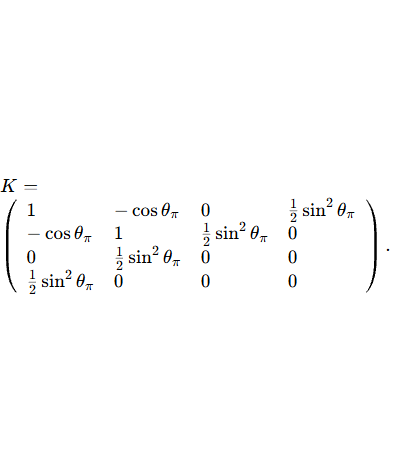 K =
( 1 − cos θ_π 0 ½ sin² θ_π
− cos θ_π 1 ½ sin² θ_π 0
0 ½ sin² θ_π 0 0
½ sin² θ_π 0 0 0 ) .